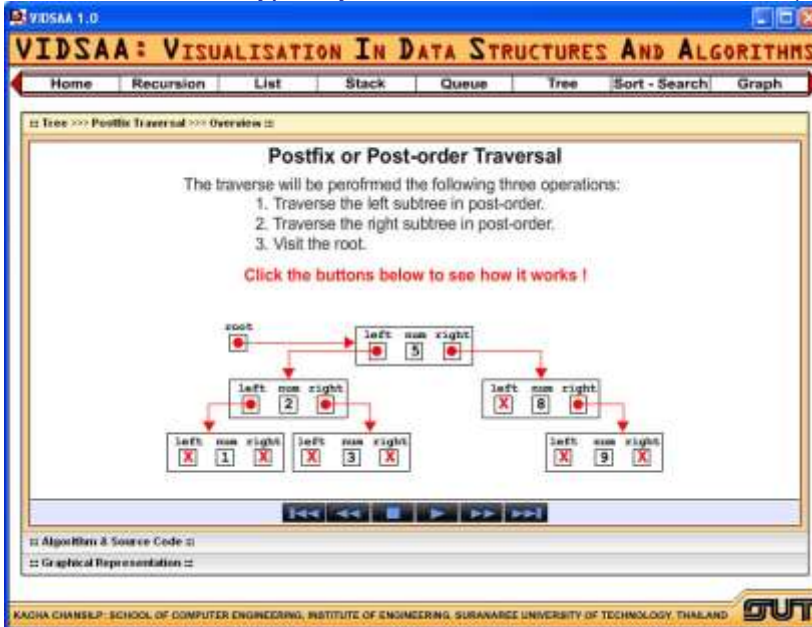 VIDSAA 1.0
VIDSAA: VISUALISATION IN DATA STRUCTURES AND ALGORITHMS
Home Recursion List Stack Queue Tree Sort - Search Graph
:: Tree >>> Postfix Traversal >>> Overview ::
Postfix or Post-order Traversal
The traverse will be perofrmed the following three operations:
1. Traverse the left subtree in post-order.
2. Traverse the right subtree in post-order.
3. Visit the root.
Click the buttons below to see how it works !
root
left num right
5
left num right
2
left num right
X 8
left num right
X 1 X
left num right
X 3 X
left num right
X 9 X
:: Algorithm & Source Code ::
:: Graphical Representation ::
KACHA CHANSILP: SCHOOL OF COMPUTER ENGINEERING, INSTITUTE OF ENGINEERING, SURANAREE UNIVERSITY OF TECHNOLOGY, THAILAND
SUT